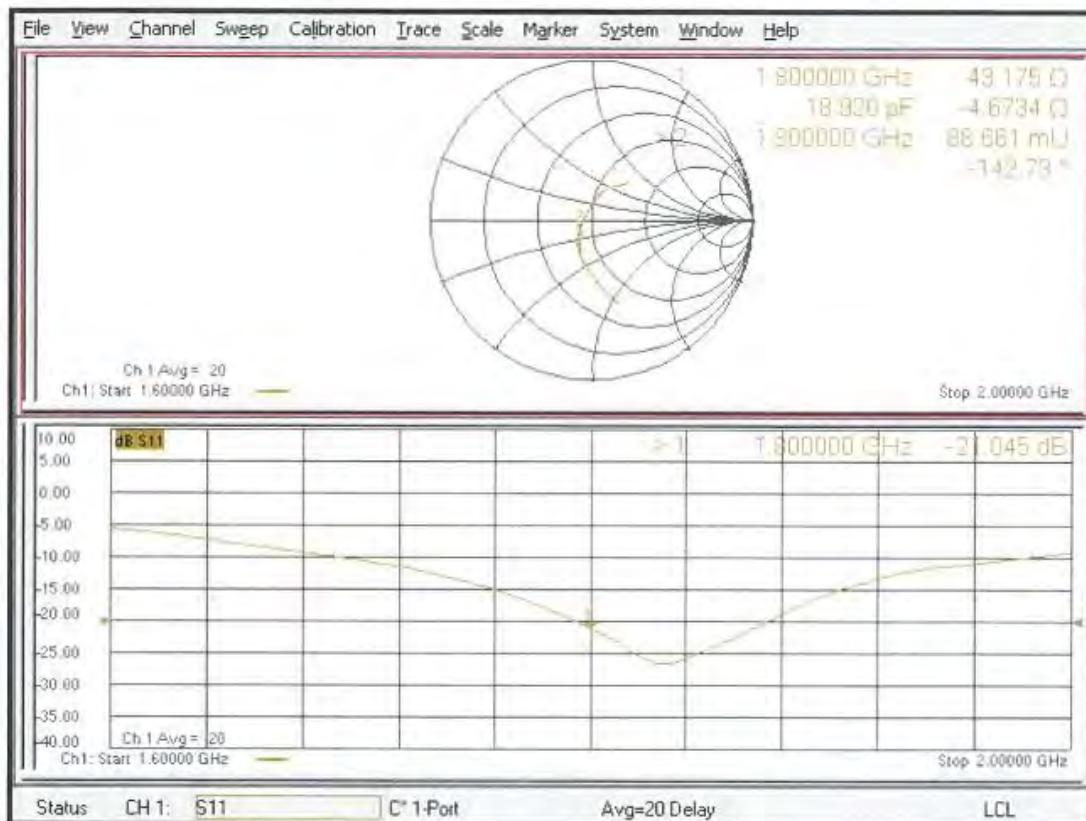 File View Channel Sweep Calibration Trace Scale Marker System Window Help
1 1.800000 GHz 43.175 Ω
18.920 pF -4.6734 Ω
> 2 1.800000 GHz 88.661 mU
-142.73 °
Ch 1 Avg = 20
Ch1: Start 1.60000 GHz Stop 2.00000 GHz
10.00 dB S11 > 1 1.800000 GHz -21.045 dB
5.00
0.00
-5.00
-10.00
-15.00
-20.00
-25.00
-30.00
-35.00
-40.00 Ch 1 Avg = 20
Ch1: Start 1.60000 GHz Stop 2.00000 GHz
Status CH 1: S11 C* 1-Port Avg=20 Delay LCL